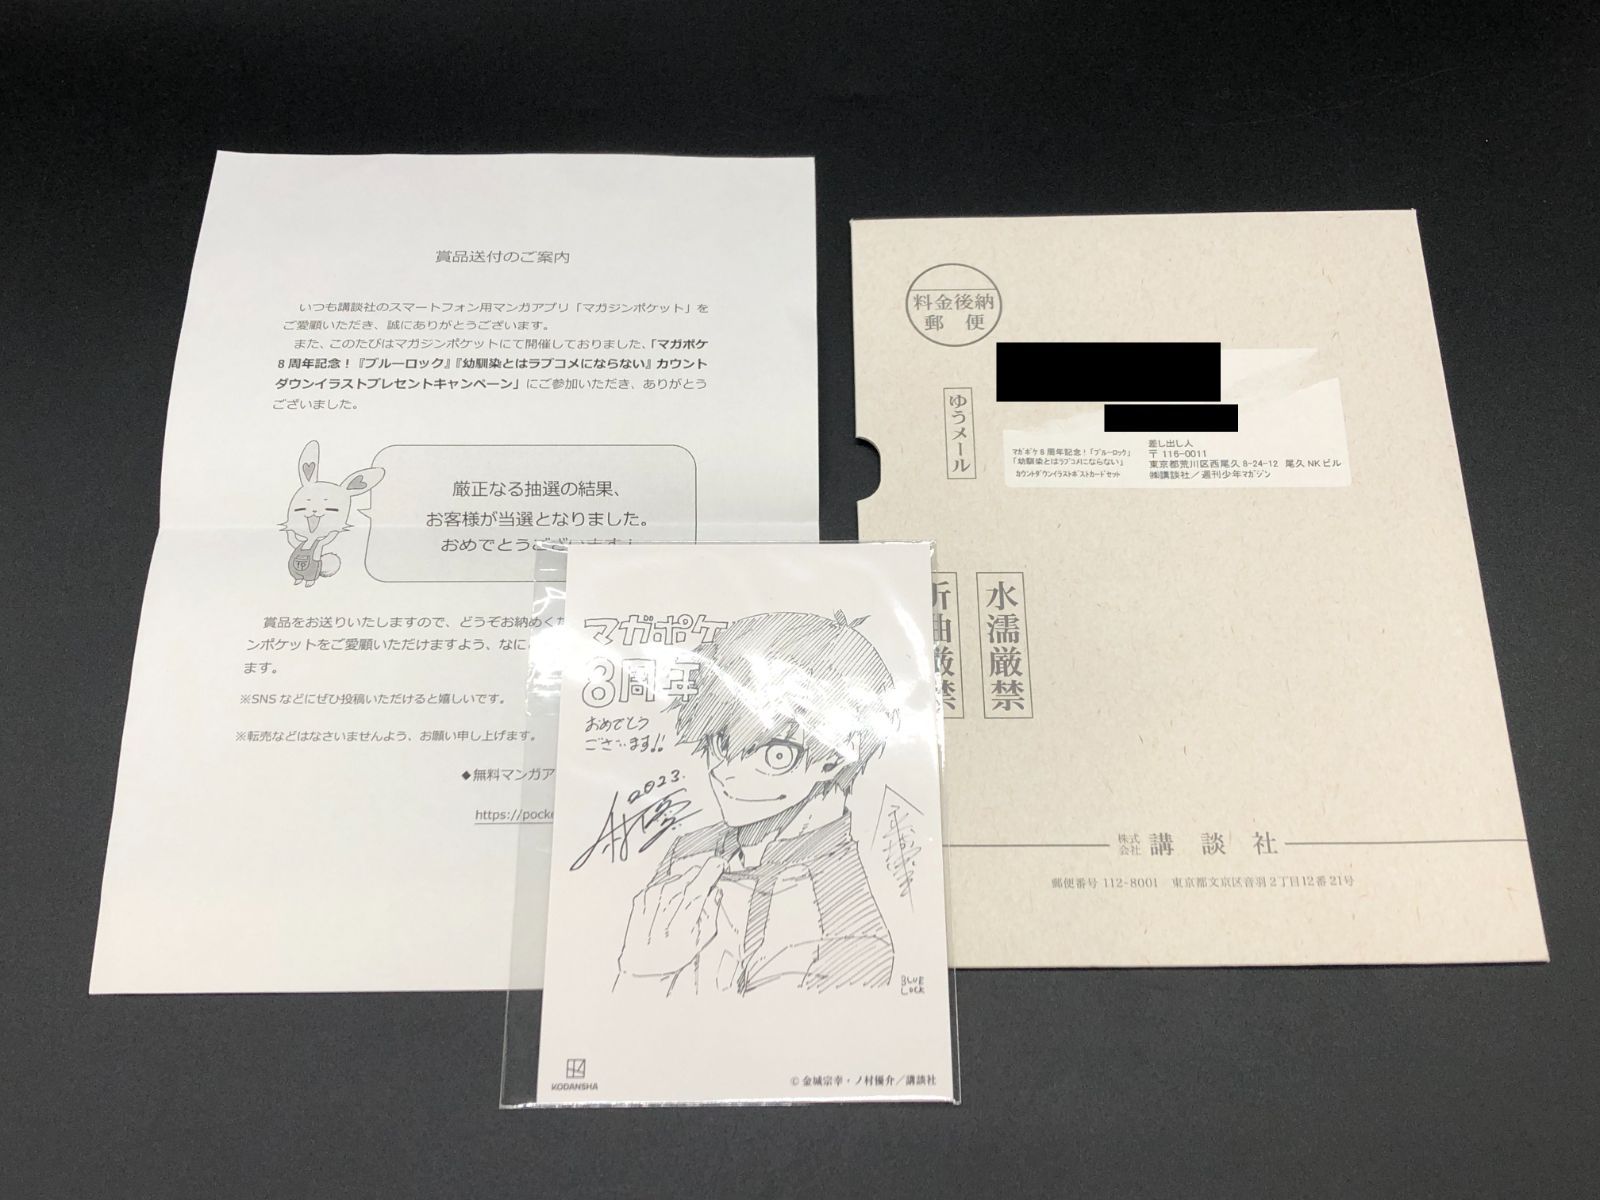 賞品送付のご案内
いつも講談社のスマートフォン用マンガアプリ「マガジンポケット」を
ご愛顧いただき、誠にありがとうございます。
また、このたびはマガジンポケットにて開催しておりました、「マガポケ
8周年記念!『ブルーロック』『幼馴染とはラブコメにならない』カウント
ダウンイラストプレゼントキャンペーン」にご参加いただき、ありがとう
ございました。
厳正なる抽選の結果、
お客様が当選となりました。
おめでとうございます!
賞品をお送りいたしますので、どうぞお納めくだ
ンポケットをご愛顧いただけますよう、なに
ます。
※SNSなどにぜひ投稿いただけると嬉しいです。
※転売などはなさいませんよう、お願い申し上げます。
◆無料マンガア
https://pocke
マガポケ
8周年
おめでとう
ございます!!
2023.
BLUE
LOCK
KODANSHA
©金城宗幸・ノ村優介/講談社
料金後納
郵便
ゆうメール
マガポケ8周年記念!「ブルーロック」
「幼馴染とはラブコメにならない」
カウントダウンイラストポストカードセット
差し出し人
〒116-0011
東京都荒川区西尾久8-24-12 尾久NKビル
㈱講談社/週刊少年マガジン
水濡厳禁
折曲厳禁
株式会社 講談社
郵便番号 112-8001 東京都文京区音羽2丁目12番21号